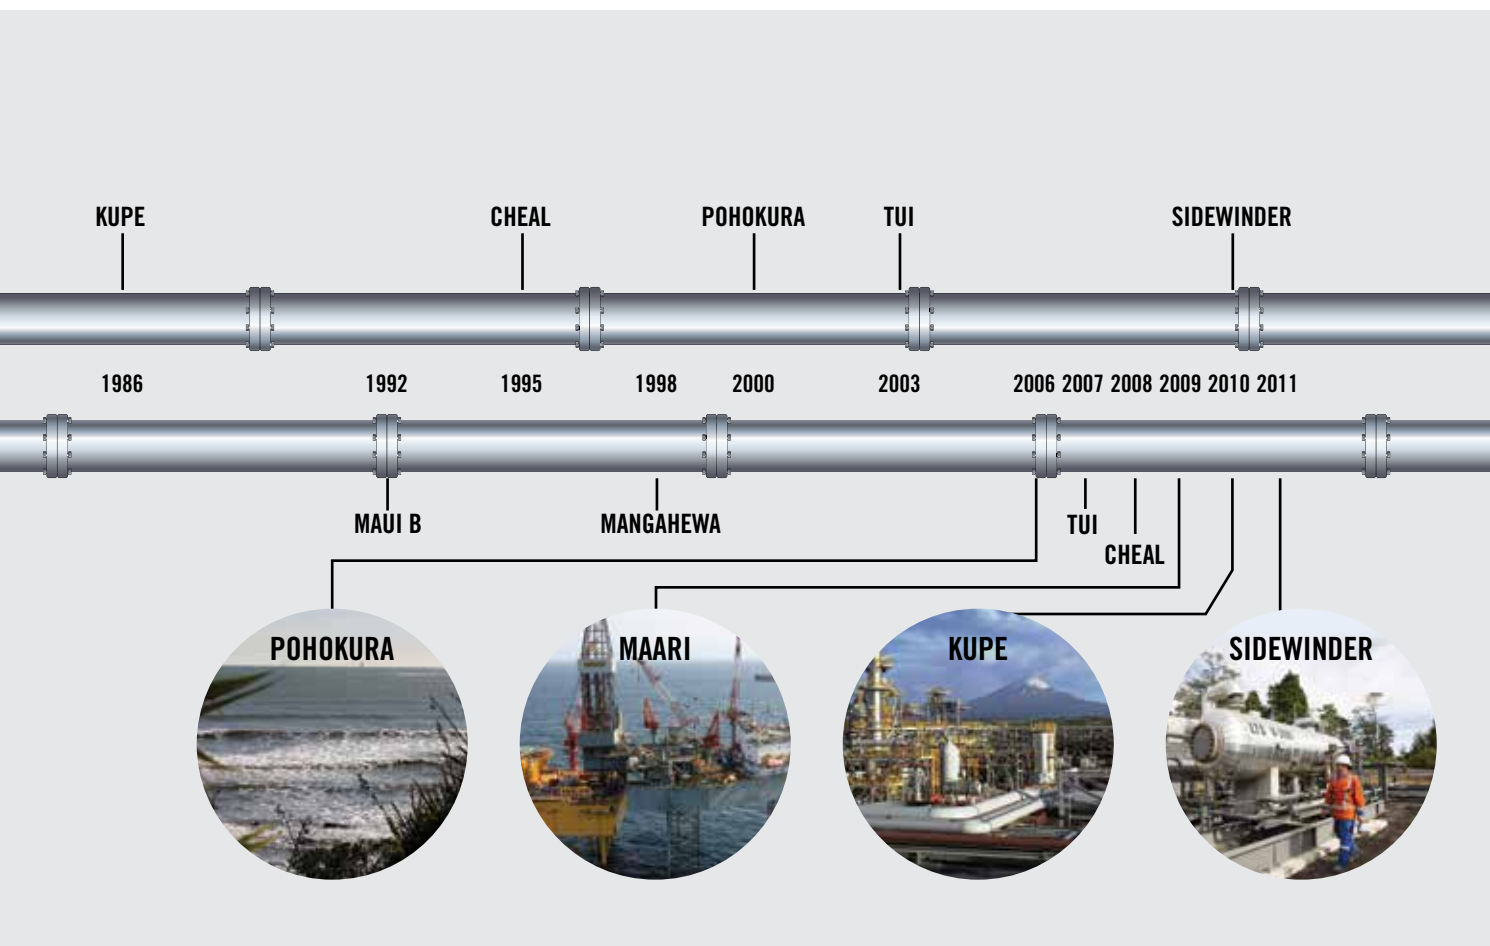 KUPE CHEAL POHOKURA TUI SIDEWINDER
1986 1992 1995 1998 2000 2003 2006 2007 2008 2009 2010 2011
MAUI B MANGAHEWA TUI
CHEAL
POHOKURA MAARI KUPE SIDEWINDER